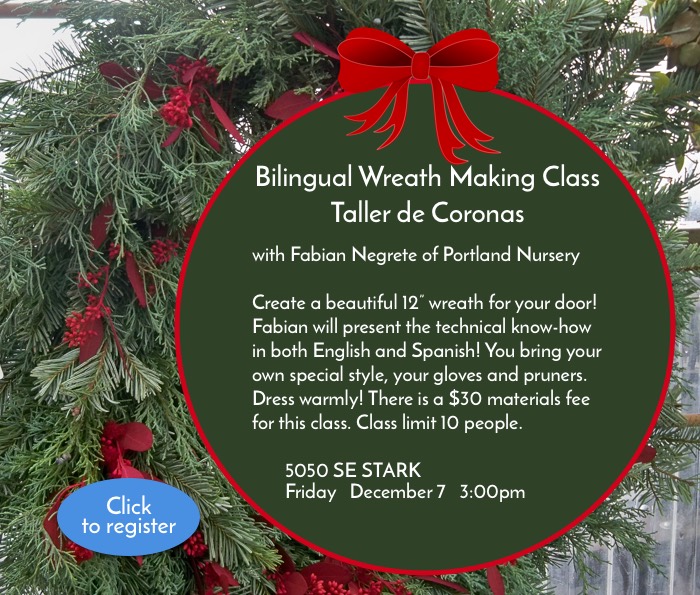 Bilingual Wreath Making Class
Taller de Coronas
with Fabian Negrete of Portland Nursery
Create a beautiful 12" wreath for your door!
Fabian will present the technical know-how
in both English and Spanish! You bring your
own special style, your gloves and pruners.
Dress warmly! There is a $30 materials fee
for this class. Class limit 10 people.
5050 SE STARK
Friday December 7 3:00pm
Click
to register